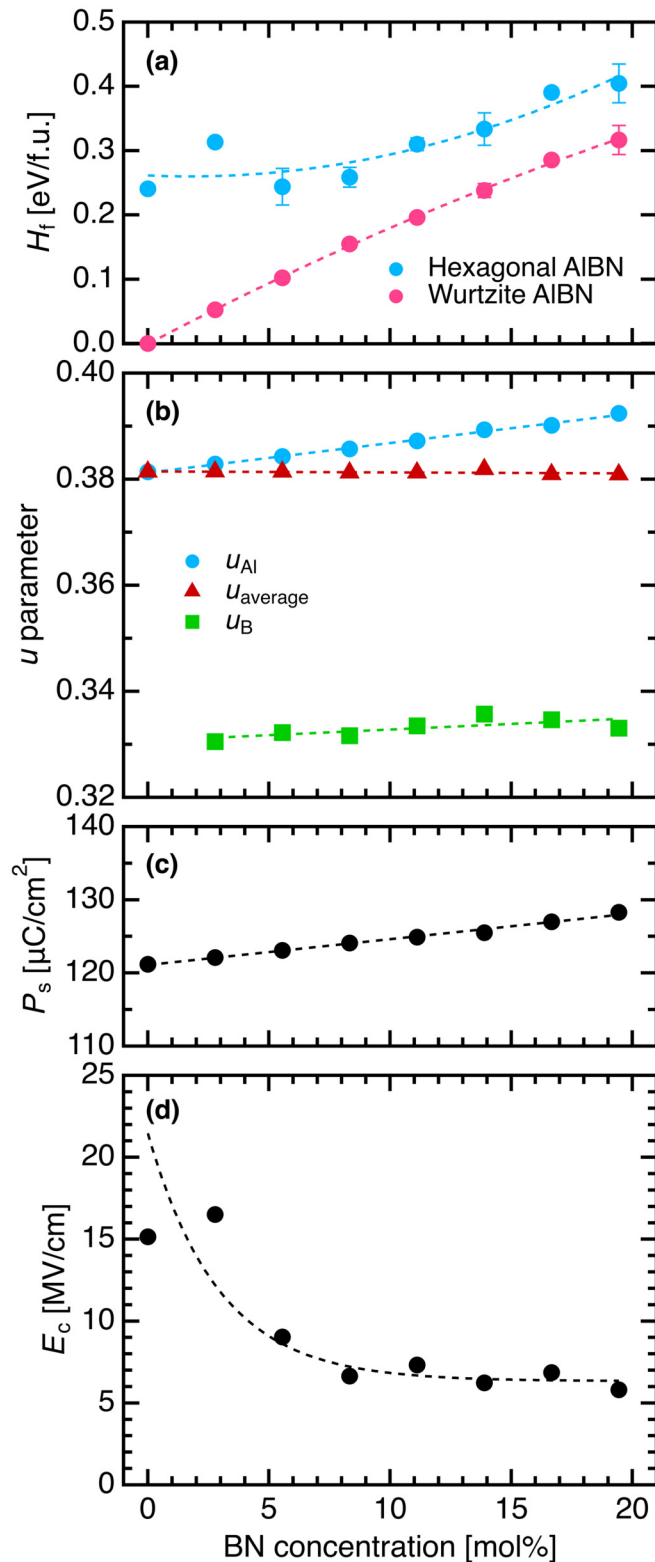 (a)
0.5
0.4
0.3
0.2
0.1
0.0
H_f [eV/f.u.]
Hexagonal AlBN
Wurtzite AlBN
(b)
0.40
0.38
0.36
0.34
0.32
u parameter
u_Al
u_average
u_B
(c)
140
130
120
110
P_s [µC/cm²]
(d)
25
20
15
10
5
0
E_c [MV/cm]
0 5 10 15 20
BN concentration [mol%]